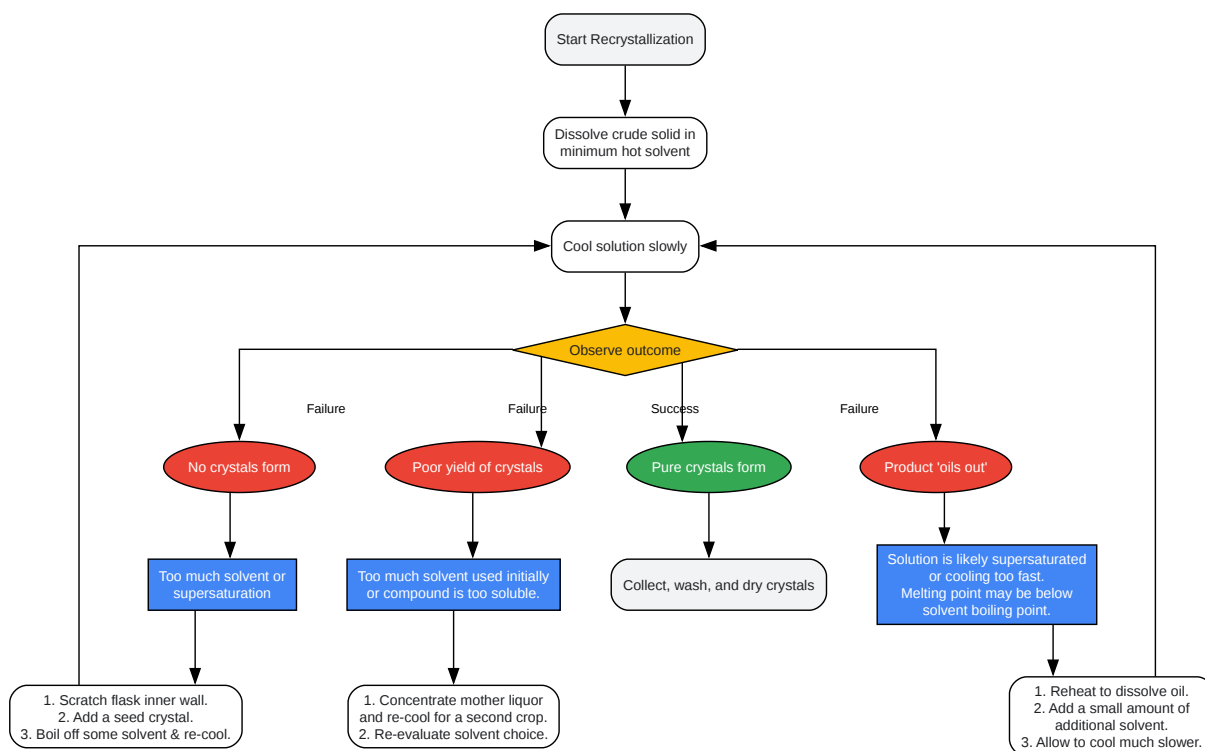 Start Recrystallization
Dissolve crude solid in
minimum hot solvent
Cool solution slowly
Observe outcome
Failure
Failure
Success
Failure
No crystals form
Poor yield of crystals
Pure crystals form
Product 'oils out'
Too much solvent or
supersaturation
Too much solvent used initially
or compound is too soluble.
Collect, wash, and dry crystals
Solution is likely supersaturated
or cooling too fast.
Melting point may be below
solvent boiling point.
1. Scratch flask inner wall.
2. Add a seed crystal.
3. Boil off some solvent & re-cool.
1. Concentrate mother liquor
and re-cool for a second crop.
2. Re-evaluate solvent choice.
1. Reheat to dissolve oil.
2. Add a small amount of
additional solvent.
3. Allow to cool much slower.